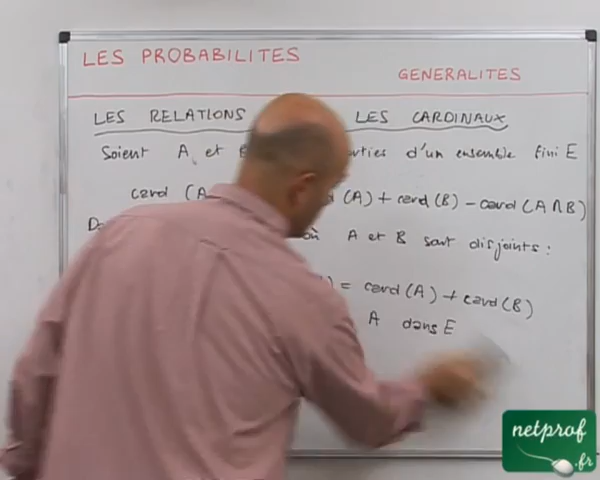 LES PROBABILITES
GENERALITES
LES RELATIONS LES CARDINAUX
Soient A et d'un ensemble fini E
card (A (A) + card (B) - card (A ∩ B)
où A et B sont disjoints :
) = card (A) + card (B)
A dans E
netprof
.fr